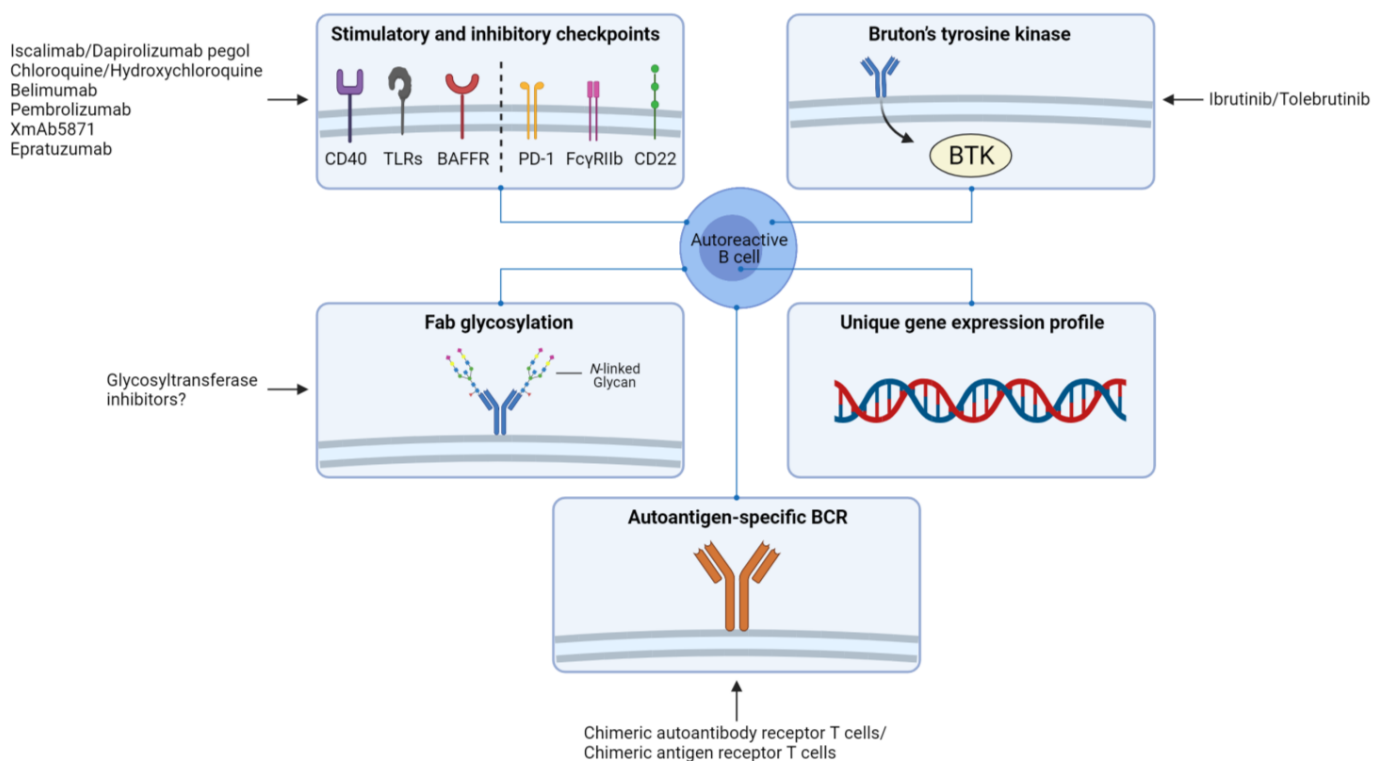 Stimulatory and inhibitory checkpoints
Iscalimab/Dapirolizumab pegol
Chloroquine/Hydroxychloroquine
Belimumab
Pembrolizumab
XmAb5871
Epratuzumab
CD40 TLRs BAFFR PD-1 FcγRIIb CD22
Bruton's tyrosine kinase
BTK
Ibrutinib/Tolebrutinib
Autoreactive
B cell
Fab glycosylation
N-linked
Glycan
Glycosyltransferase
inhibitors?
Unique gene expression profile
Autoantigen-specific BCR
Chimeric autoantibody receptor T cells/
Chimeric antigen receptor T cells